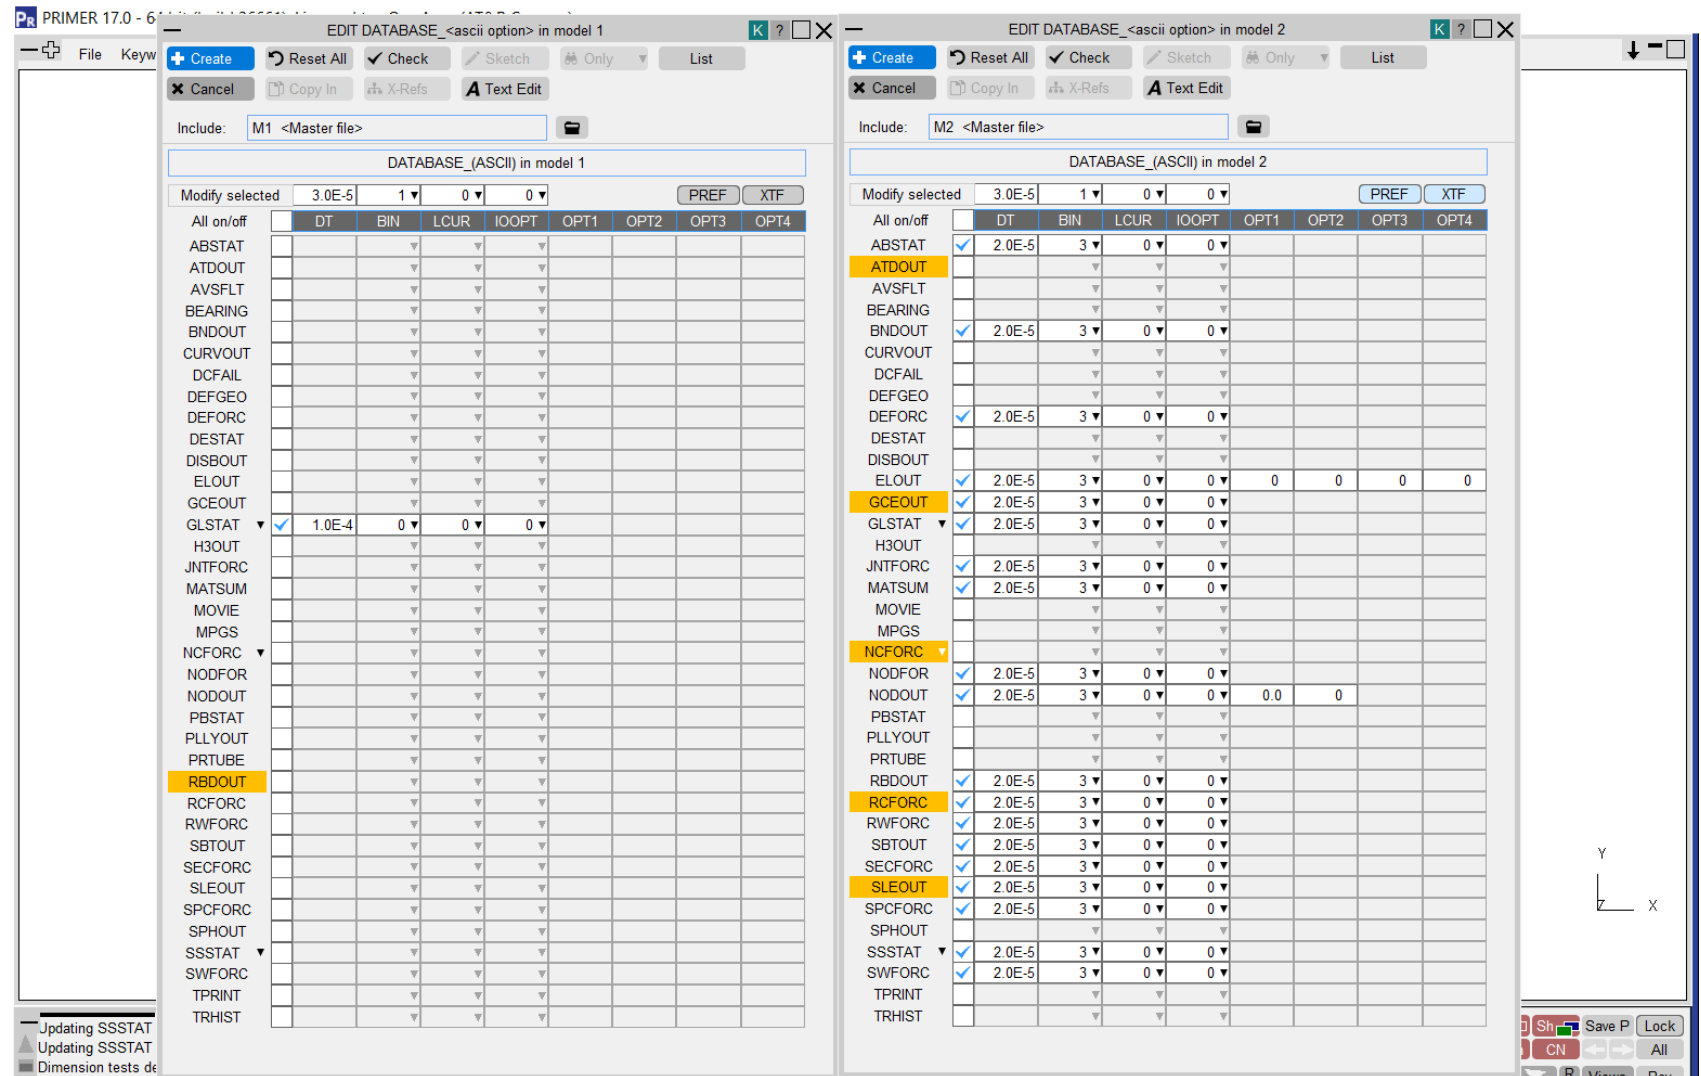 PRIMER 17.0 - 64
File Keyw
EDIT DATABASE_<ascii option> in model 1
K ?
Create Reset All Check Sketch Only List
Cancel Copy In X-Refs A Text Edit
Include: M1 <Master file>
DATABASE_(ASCII) in model 1
Modify selected 3.0E-5 1 0 0 PREF XTF
All on/off DT BIN LCUR IOOPT OPT1 OPT2 OPT3 OPT4
ABSTAT
ATDOUT
AVSFLT
BEARING
BNDOUT
CURVOUT
DCFAIL
DEFGEO
DEFORC
DESTAT
DISBOUT
ELOUT
GCEOUT
GLSTAT 1.0E-4 0 0 0
H3OUT
JNTFORC
MATSUM
MOVIE
MPGS
NCFORC
NODFOR
NODOUT
PBSTAT
PLLYOUT
PRTUBE
RBDOUT
RCFORC
RWFORC
SBTOUT
SECFORC
SLEOUT
SPCFORC
SPHOUT
SSSTAT
SWFORC
TPRINT
TRHIST
EDIT DATABASE_<ascii option> in model 2
K ?
Create Reset All Check Sketch Only List
Cancel Copy In X-Refs A Text Edit
Include: M2 <Master file>
DATABASE_(ASCII) in model 2
Modify selected 3.0E-5 1 0 0 PREF XTF
All on/off DT BIN LCUR IOOPT OPT1 OPT2 OPT3 OPT4
ABSTAT 2.0E-5 3 0 0
ATDOUT
AVSFLT
BEARING
BNDOUT 2.0E-5 3 0 0
CURVOUT
DCFAIL
DEFGEO
DEFORC 2.0E-5 3 0 0
DESTAT
DISBOUT
ELOUT 2.0E-5 3 0 0 0 0 0 0
GCEOUT 2.0E-5 3 0 0
GLSTAT 2.0E-5 3 0 0
H3OUT
JNTFORC 2.0E-5 3 0 0
MATSUM 2.0E-5 3 0 0
MOVIE
MPGS
NCFORC
NODFOR 2.0E-5 3 0 0
NODOUT 2.0E-5 3 0 0 0.0 0
PBSTAT
PLLYOUT
PRTUBE
RBDOUT 2.0E-5 3 0 0
RCFORC 2.0E-5 3 0 0
RWFORC 2.0E-5 3 0 0
SBTOUT 2.0E-5 3 0 0
SECFORC 2.0E-5 3 0 0
SLEOUT 2.0E-5 3 0 0
SPCFORC 2.0E-5 3 0 0
SPHOUT
SSSTAT 2.0E-5 3 0 0
SWFORC 2.0E-5 3 0 0
TPRINT
TRHIST
Y
Z X
Updating SSSTAT
Updating SSSTAT
Dimension tests de
Sh Save P Lock
CN All
R Views Rev